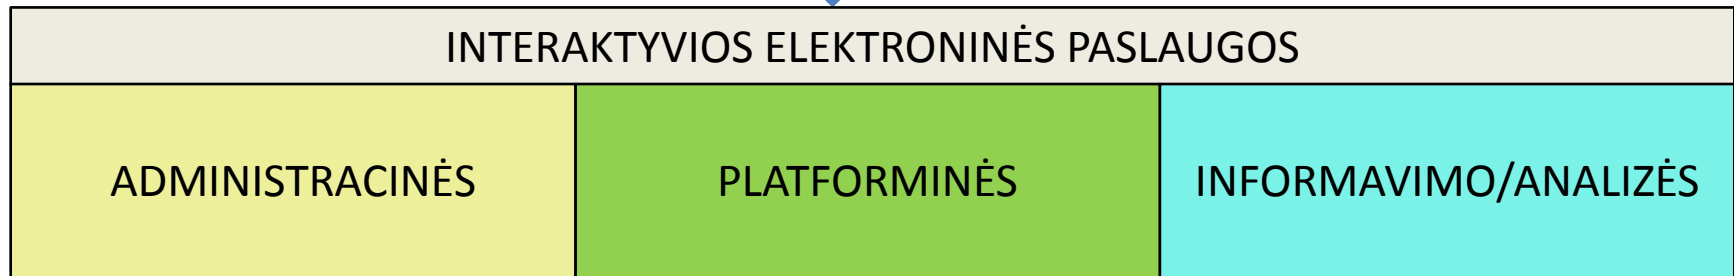 INTERAKTYVIOS ELEKTRONINĖS PASLAUGOS
ADMINISTRACINĖS
PLATFORMINĖS
INFORMAVIMO/ANALIZĖS